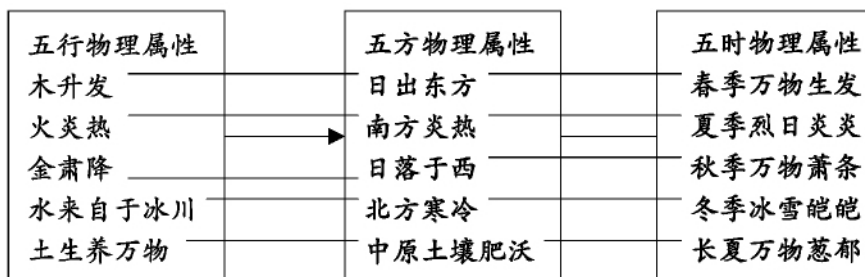 五行物理属性
木升发
火炎热
金肃降
水来自于冰川
土生养万物
五方物理属性
日出东方
南方炎热
日落于西
北方寒冷
中原土壤肥沃
五时物理属性
春季万物生发
夏季烈日炎炎
秋季万物萧条
冬季冰雪皑皑
长夏万物葱郁